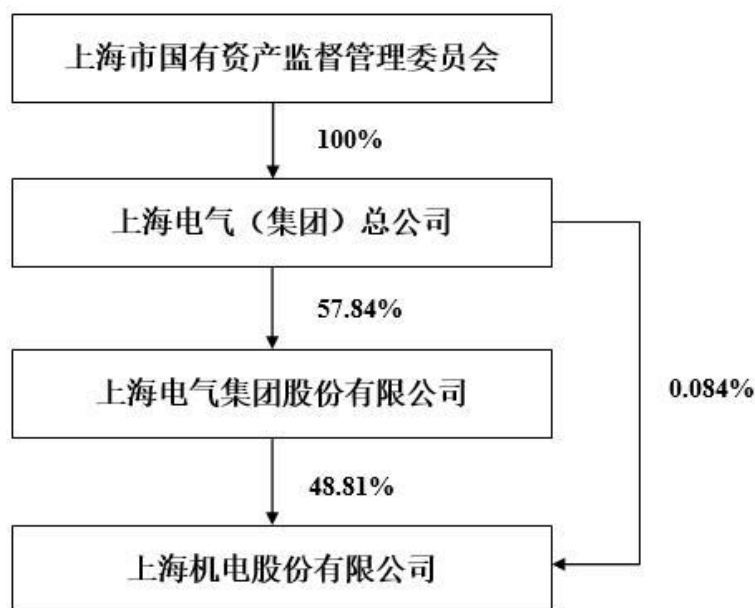 上海市国有资产监督管理委员会
100%
上海电气（集团）总公司
57.84%
上海电气集团股份有限公司
0.084%
48.81%
上海机电股份有限公司